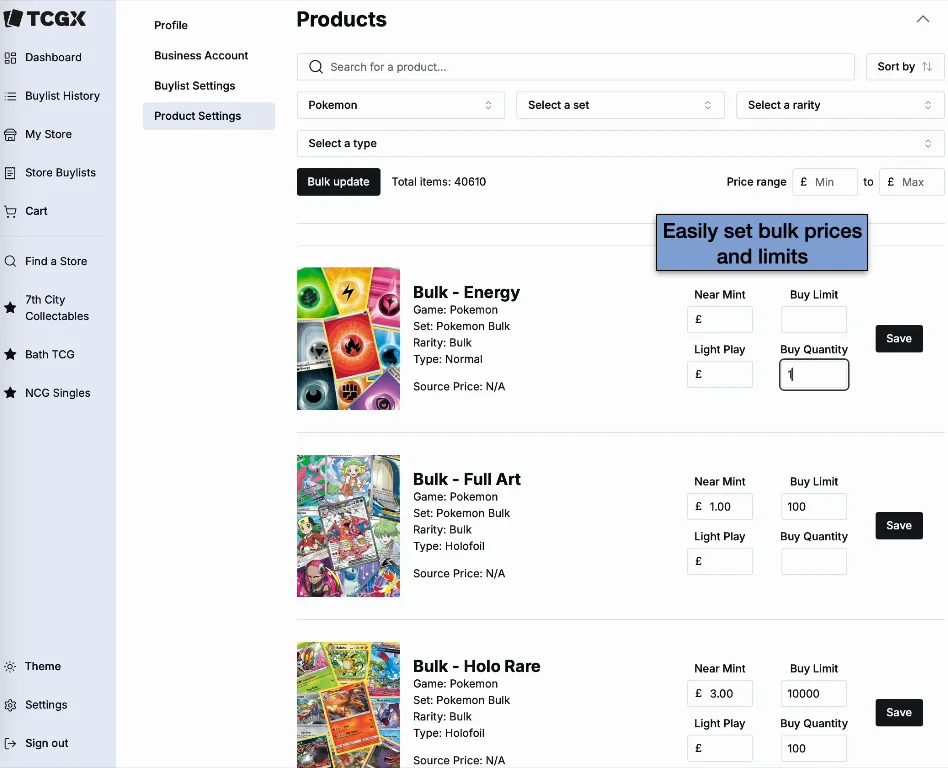 TCGX
Dashboard
Buylist History
My Store
Store Buylists
Cart
Find a Store
7th City
Collectables
Bath TCG
NCG Singles
Theme
Settings
Sign out
Profile
Business Account
Buylist Settings
Product Settings
Products
Search for a product...
Sort by
Pokemon
Select a set
Select a rarity
Select a type
Bulk update
Total items: 40610
Price range
£ Min
to
£ Max
Easily set bulk prices
and limits
Bulk - Energy
Game: Pokemon
Set: Pokemon Bulk
Rarity: Bulk
Type: Normal
Source Price: N/A
Near Mint
Buy Limit
£
Light Play
Buy Quantity
£
1
Save
Bulk - Full Art
Game: Pokemon
Set: Pokemon Bulk
Rarity: Bulk
Type: Holofoil
Source Price: N/A
Near Mint
Buy Limit
£ 1.00
100
Light Play
Buy Quantity
£
Save
Bulk - Holo Rare
Game: Pokemon
Set: Pokemon Bulk
Rarity: Bulk
Type: Holofoil
Source Price: N/A
Near Mint
Buy Limit
£ 3.00
10000
Light Play
Buy Quantity
£
100
Save